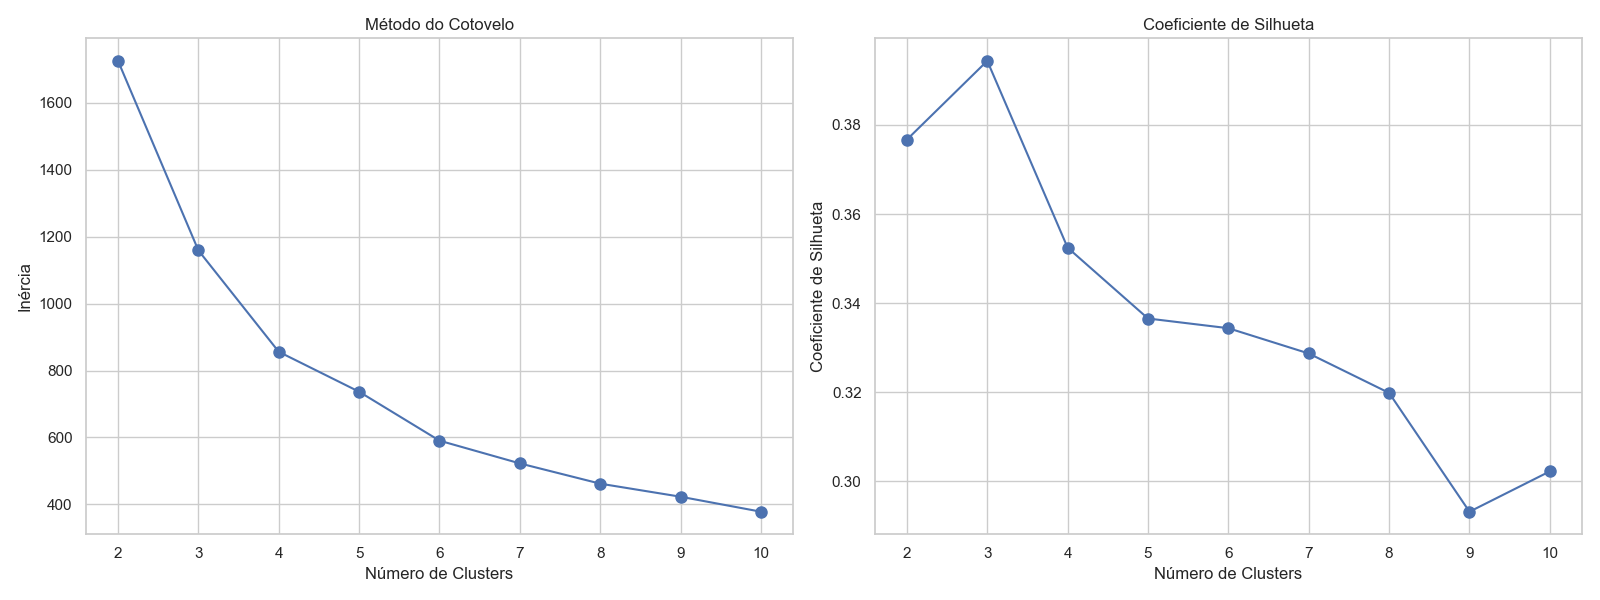 Método do Cotovelo
1600
1400
1200
1000
800
600
400
Inércia
2 3 4 5 6 7 8 9 10
Número de Clusters
Coeficiente de Silhueta
0.38
0.36
0.34
0.32
0.30
Coeficiente de Silhueta
2 3 4 5 6 7 8 9 10
Número de Clusters